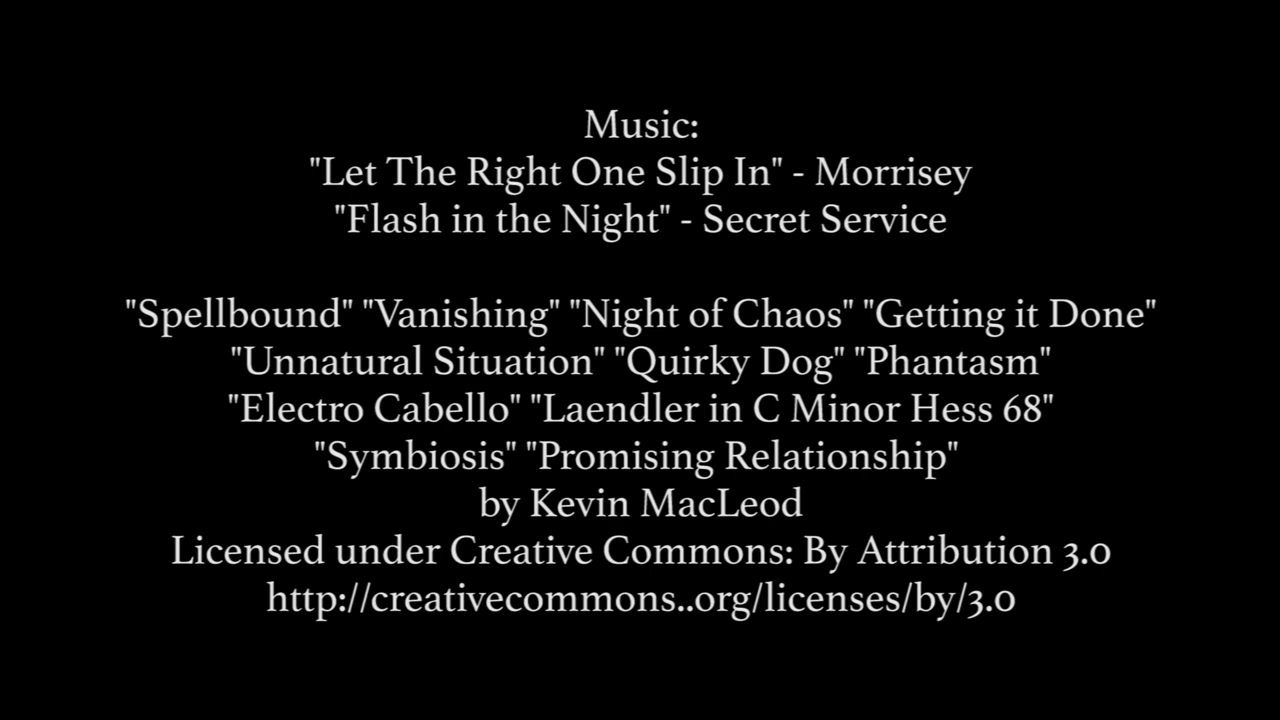 Music:
"Let The Right One Slip In" - Morrisey
"Flash in the Night" - Secret Service
"Spellbound" "Vanishing" "Night of Chaos" "Getting it Done"
"Unnatural Situation" "Quirky Dog" "Phantasm"
"Electro Cabello" "Laendler in C Minor Hess 68"
"Symbiosis" "Promising Relationship"
by Kevin MacLeod
Licensed under Creative Commons: By Attribution 3.0
http://creativecommons..org/licenses/by/3.0